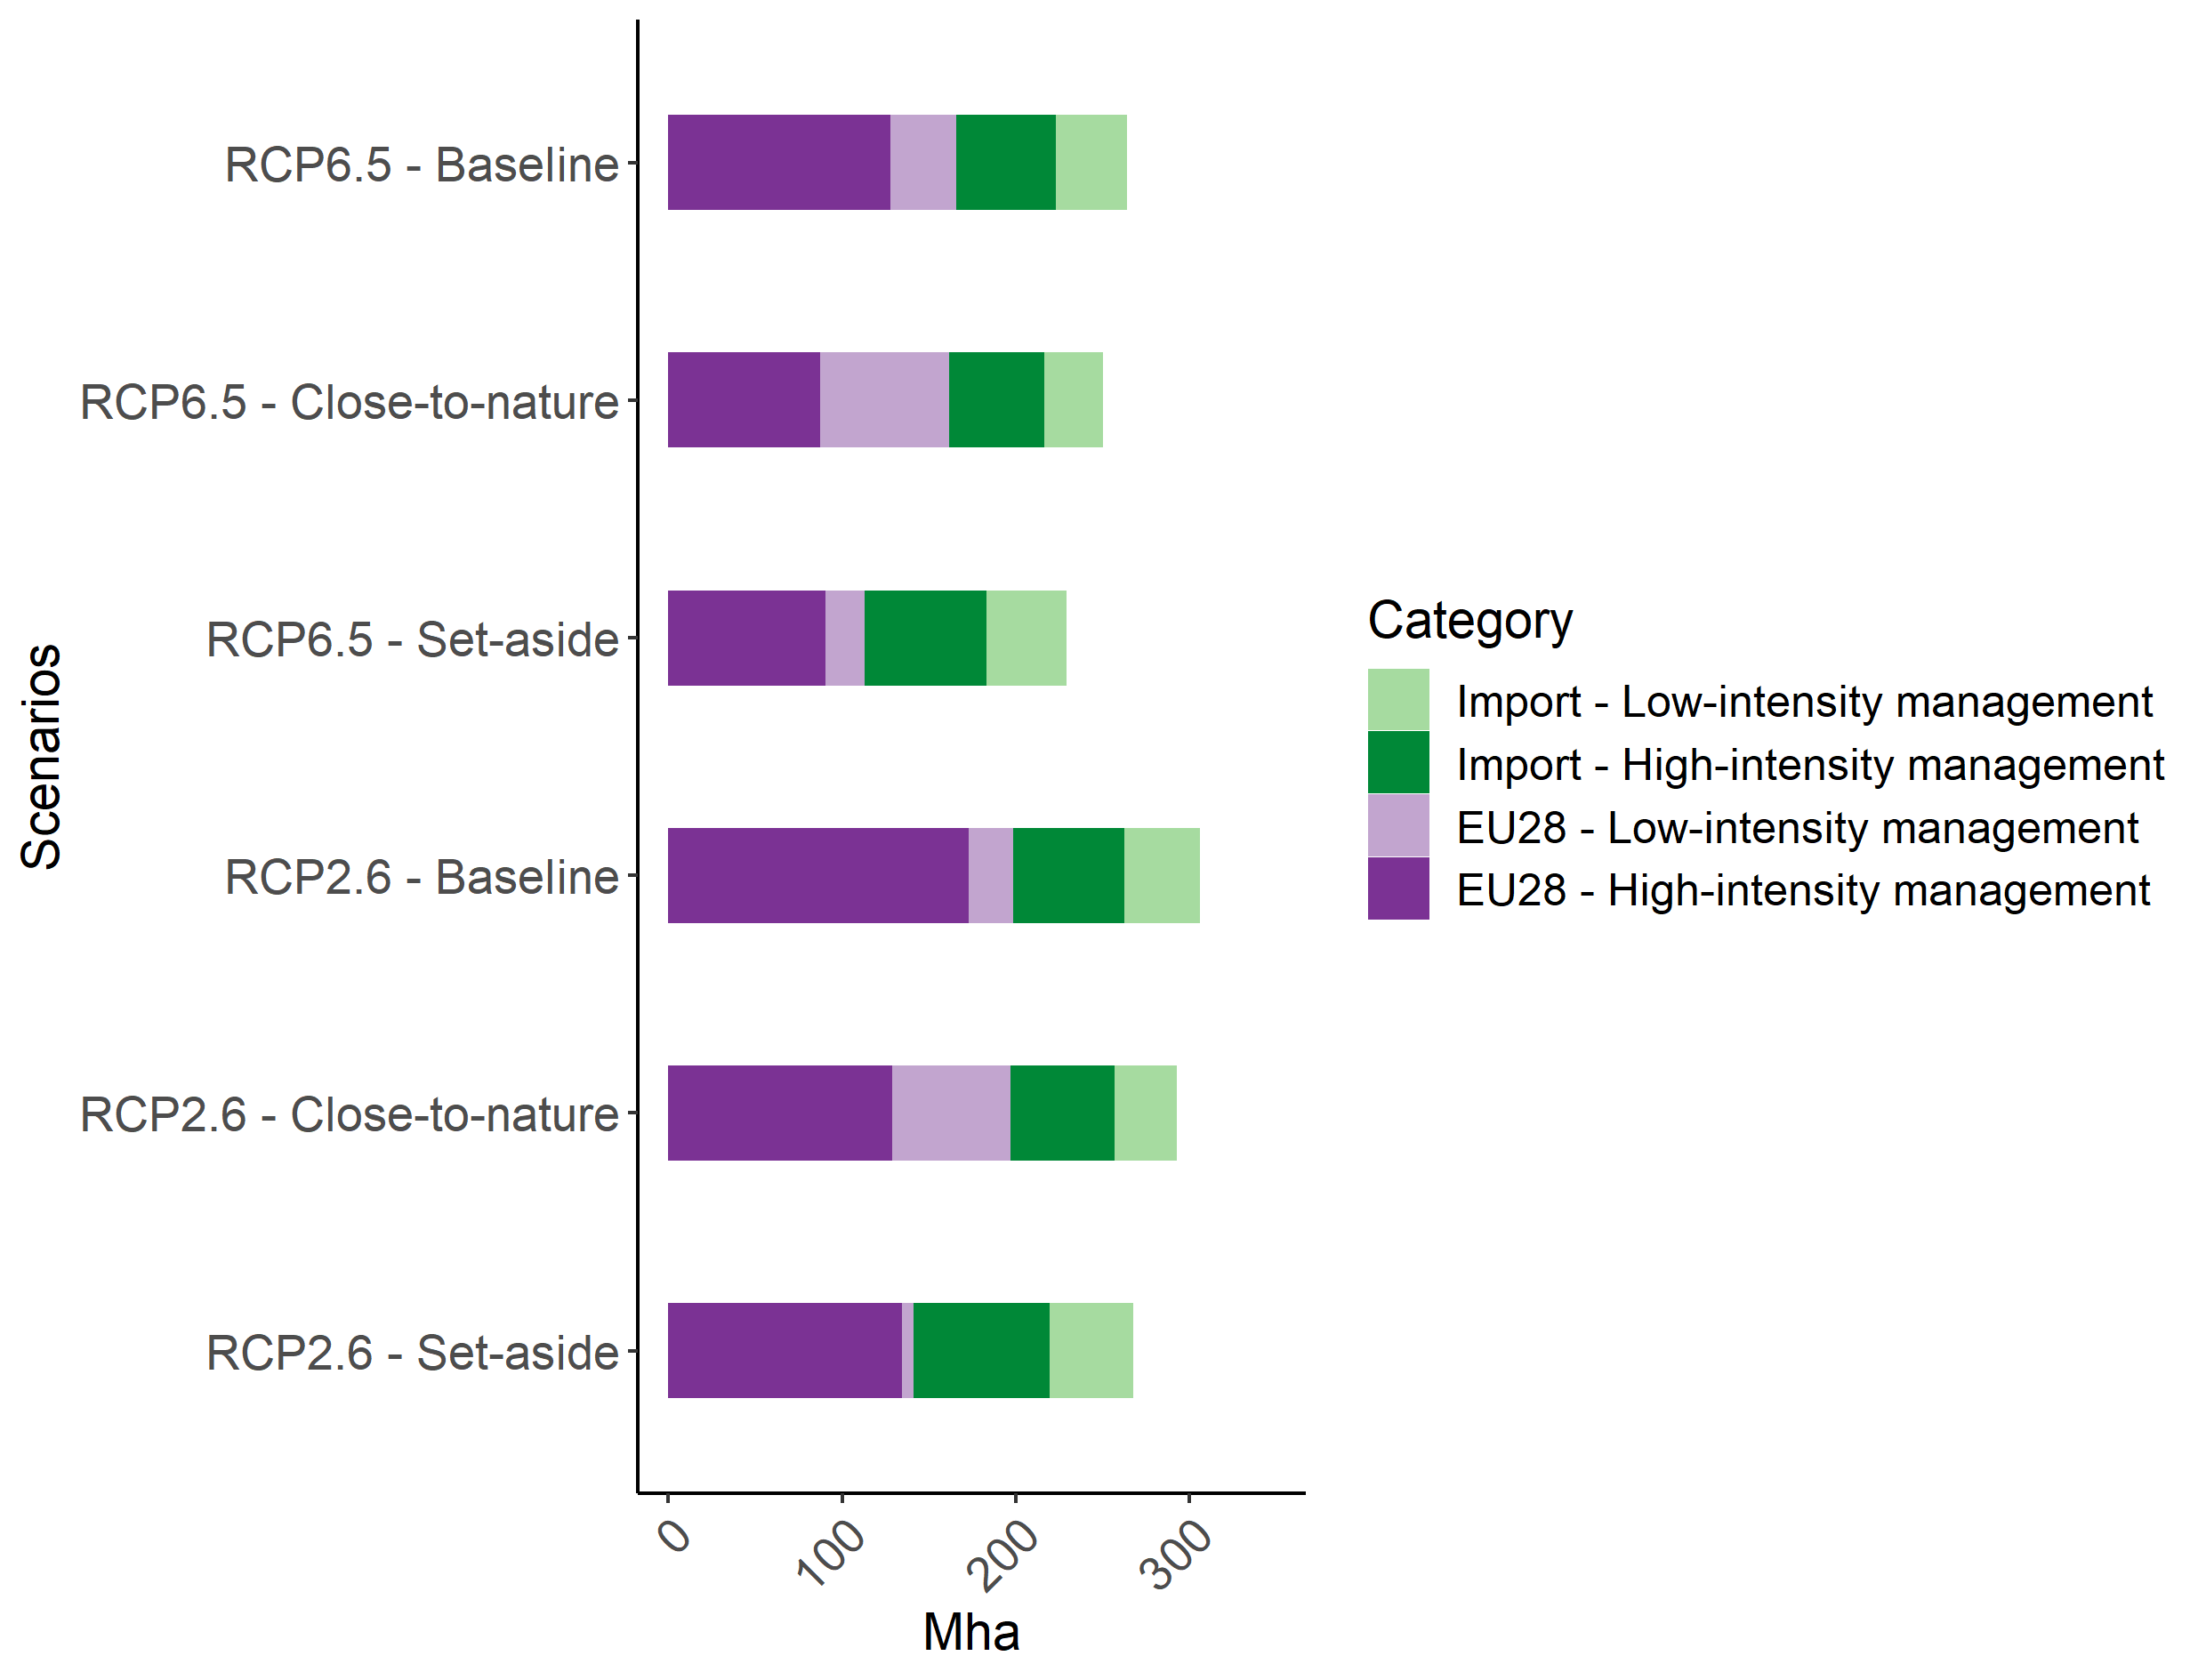 RCP6.5 - Baseline
RCP6.5 - Close-to-nature
RCP6.5 - Set-aside
RCP2.6 - Baseline
RCP2.6 - Close-to-nature
RCP2.6 - Set-aside
Scenarios
0
100
200
300
Mha
Category
Import - Low-intensity management
Import - High-intensity management
EU28 - Low-intensity management
EU28 - High-intensity management